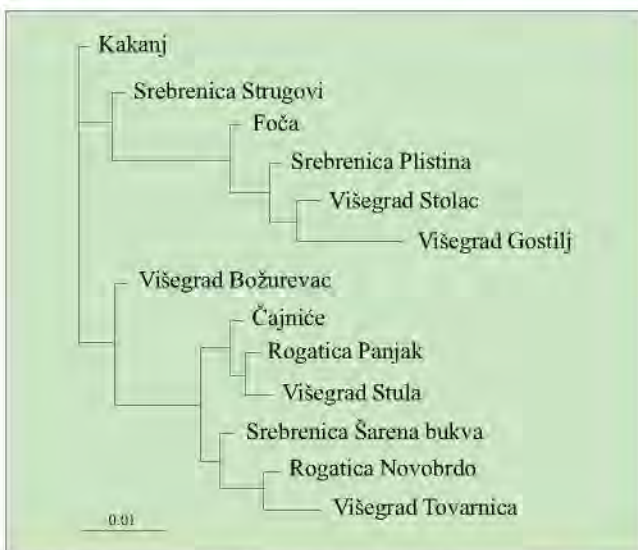 Kakanj
Srebrenica Strugovi
Foča
Srebrenica Plistina
Višegrad Stolac
Višegrad Gostilj
Višegrad Božurevac
Čajniće
Rogatica Panjak
Višegrad Stula
Srebrenica Šarena bukva
Rogatica Novobrdo
Višegrad Tovarnica
0.01